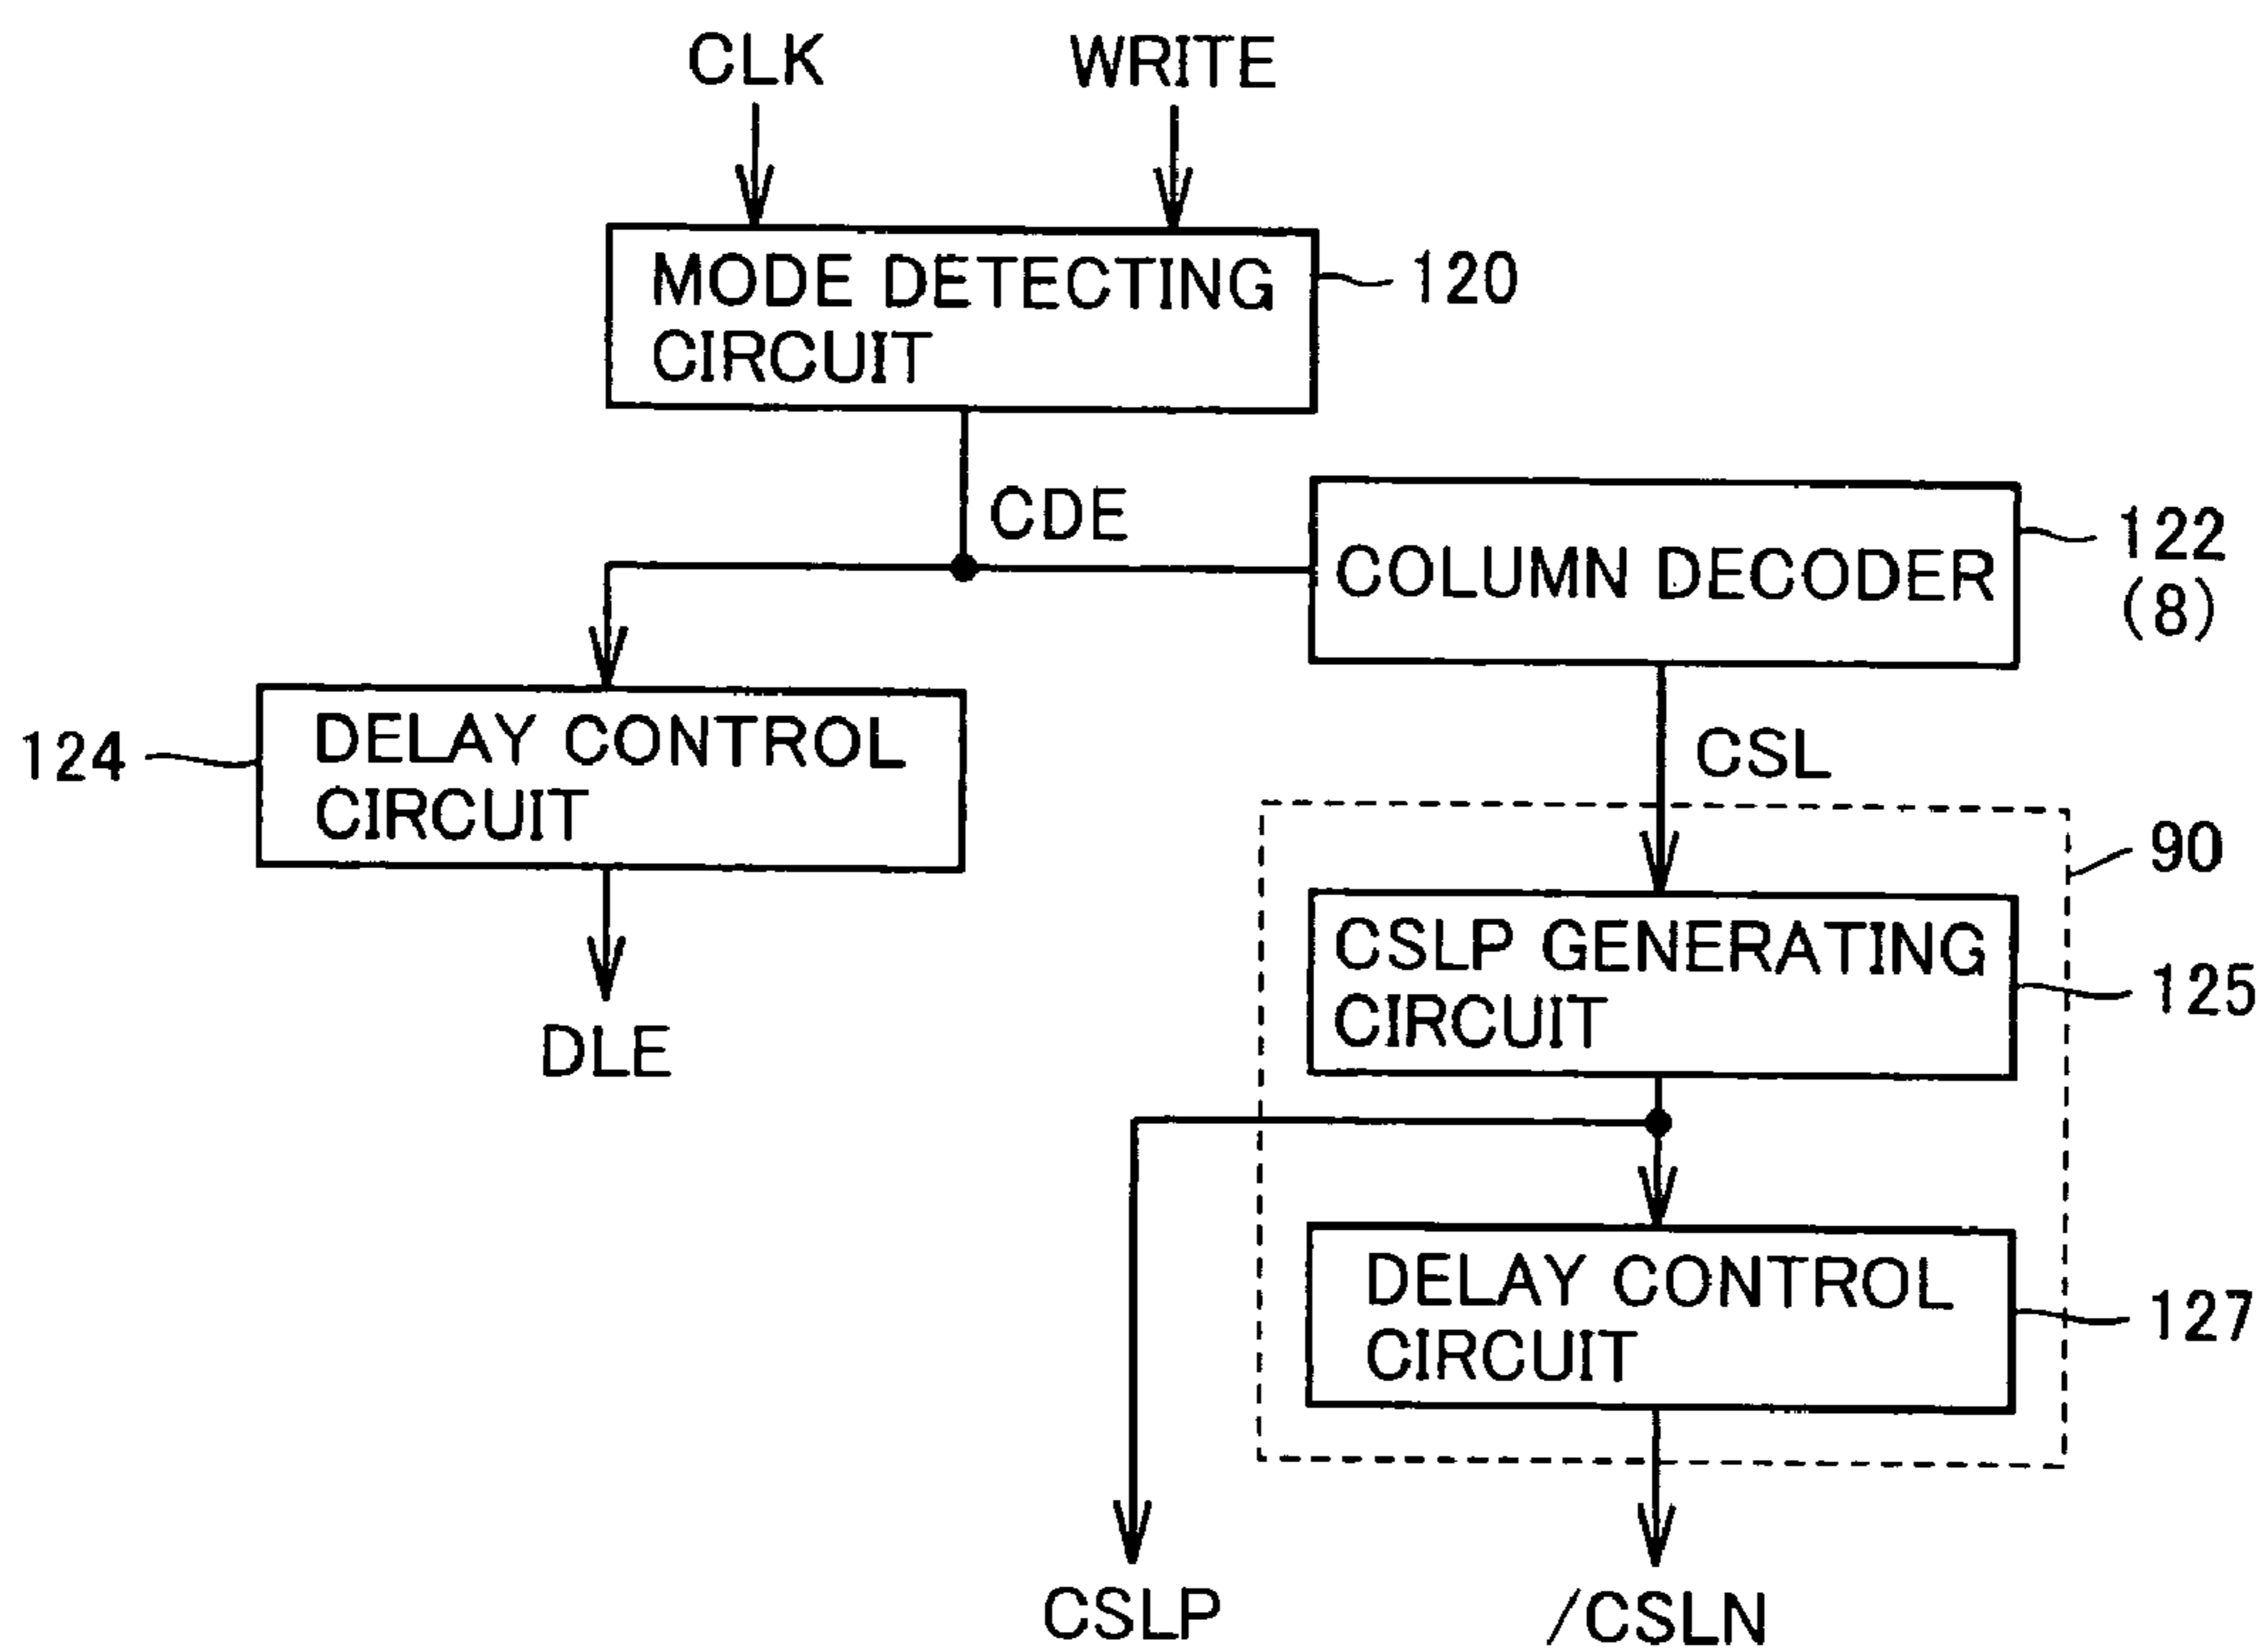 CLK
WRITE
MODE DETECTING
CIRCUIT
120
CDE
COLUMN DECODER
122
(8)
124
DELAY CONTROL
CIRCUIT
CSL
90
CSLP GENERATING
CIRCUIT
125
DLE
DELAY CONTROL
CIRCUIT
127
CSLP
/CSLN